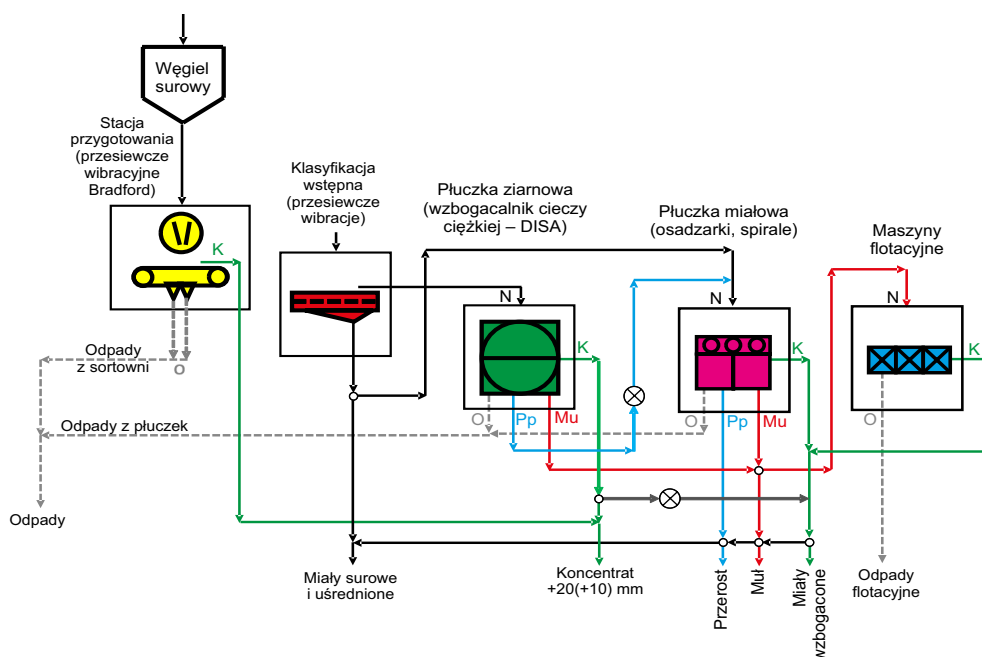 Węgiel
surowy
Stacja
przygotowania
(przesiewcze
wibracyjne
Bradford)
K
Odpady
z sortowni
O
Klasyfikacja
wstępna
(przesiewcze
wibracje)
Płuczka ziarnowa
(wzbogacalnik cieczy
ciężkiej – DISA)
N
K
O
Pp
Mu
Płuczka miałowa
(osadzarki, spirale)
N
K
O
Pp
Mu
Maszyny
flotacyjne
N
K
O
Odpady z płuczek
Odpady
Miały surowe
i uśrednione
Koncentrat
+20(+10) mm
Przerost
Muł
Miały
wzbogacone
Odpady
flotacyjne